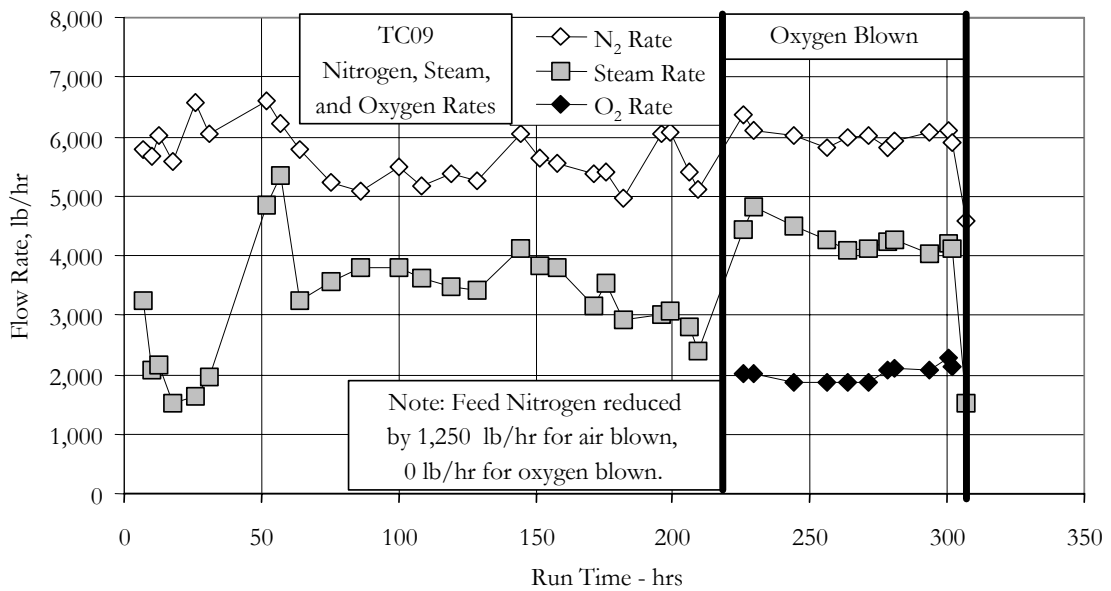 8,000
7,000
6,000
5,000
4,000
3,000
2,000
1,000
0
Flow Rate, lb/hr
TC09
Nitrogen, Steam,
and Oxygen Rates
N₂ Rate
Steam Rate
O₂ Rate
Oxygen Blown
Note: Feed Nitrogen reduced
by 1,250 lb/hr for air blown,
0 lb/hr for oxygen blown.
0 50 100 150 200 250 300 350
Run Time - hrs